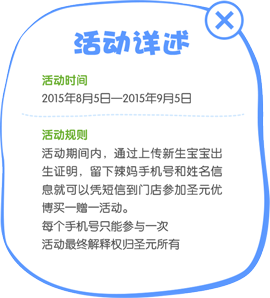 活动详述
活动时间
2015年8月5日—2015年9月5日
活动规则
活动期间内，通过上传新生宝宝出
生证明，留下辣妈手机号和姓名信
息就可以凭短信到门店参加圣元优
博买一赠一活动。
每个手机号只能参与一次
活动最终解释权归圣元所有